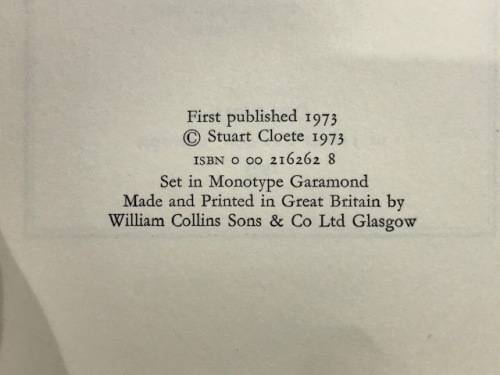 First published 1973
© Stuart Cloete 1973
ISBN 0 00 216262 8
Set in Monotype Garamond
Made and Printed in Great Britain by
William Collins Sons & Co Ltd Glasgow